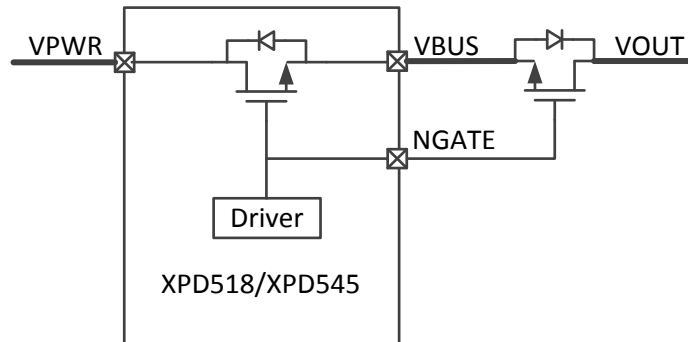 VPWR
VBUS
VOUT
NGATE
Driver
XPD518/XPD545